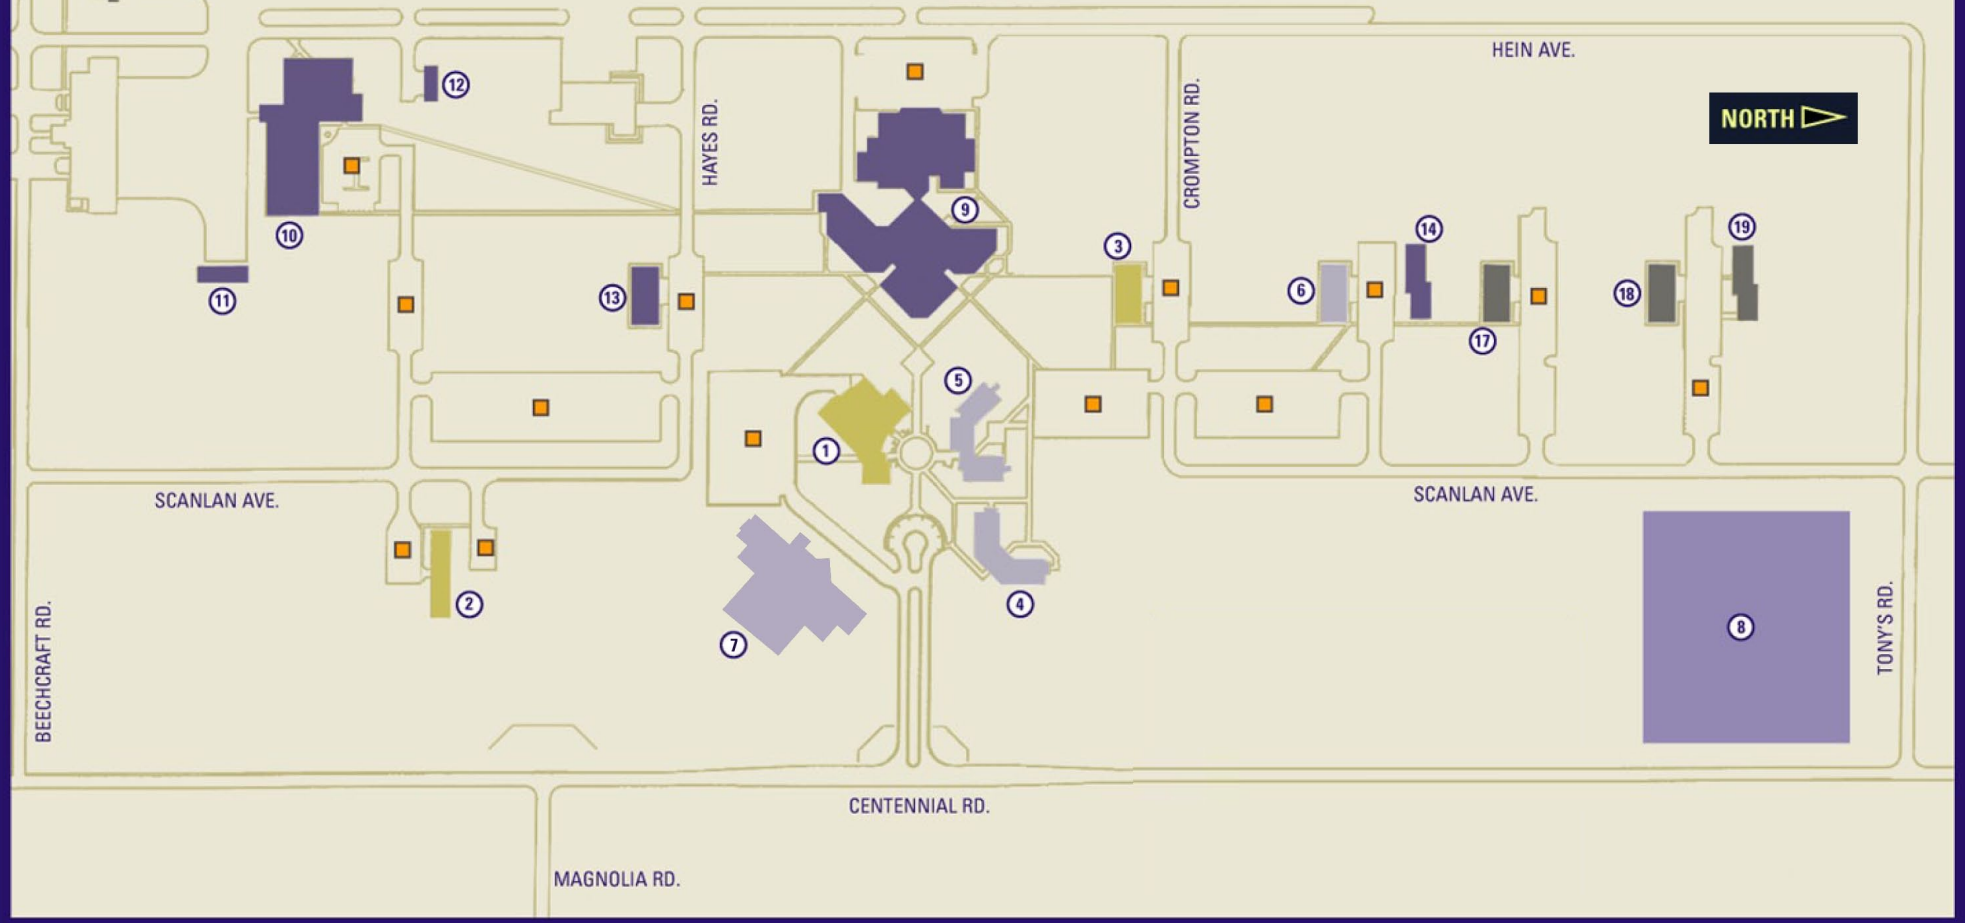 HEIN AVE.
12
HAYES RD.
CROMPTON RD.
NORTH
9
10
3
14
19
11
13
6
18
17
5
1
SCANLAN AVE.
SCANLAN AVE.
2
4
7
8
BEECHCRAFT RD.
TONY'S RD.
CENTENNIAL RD.
MAGNOLIA RD.